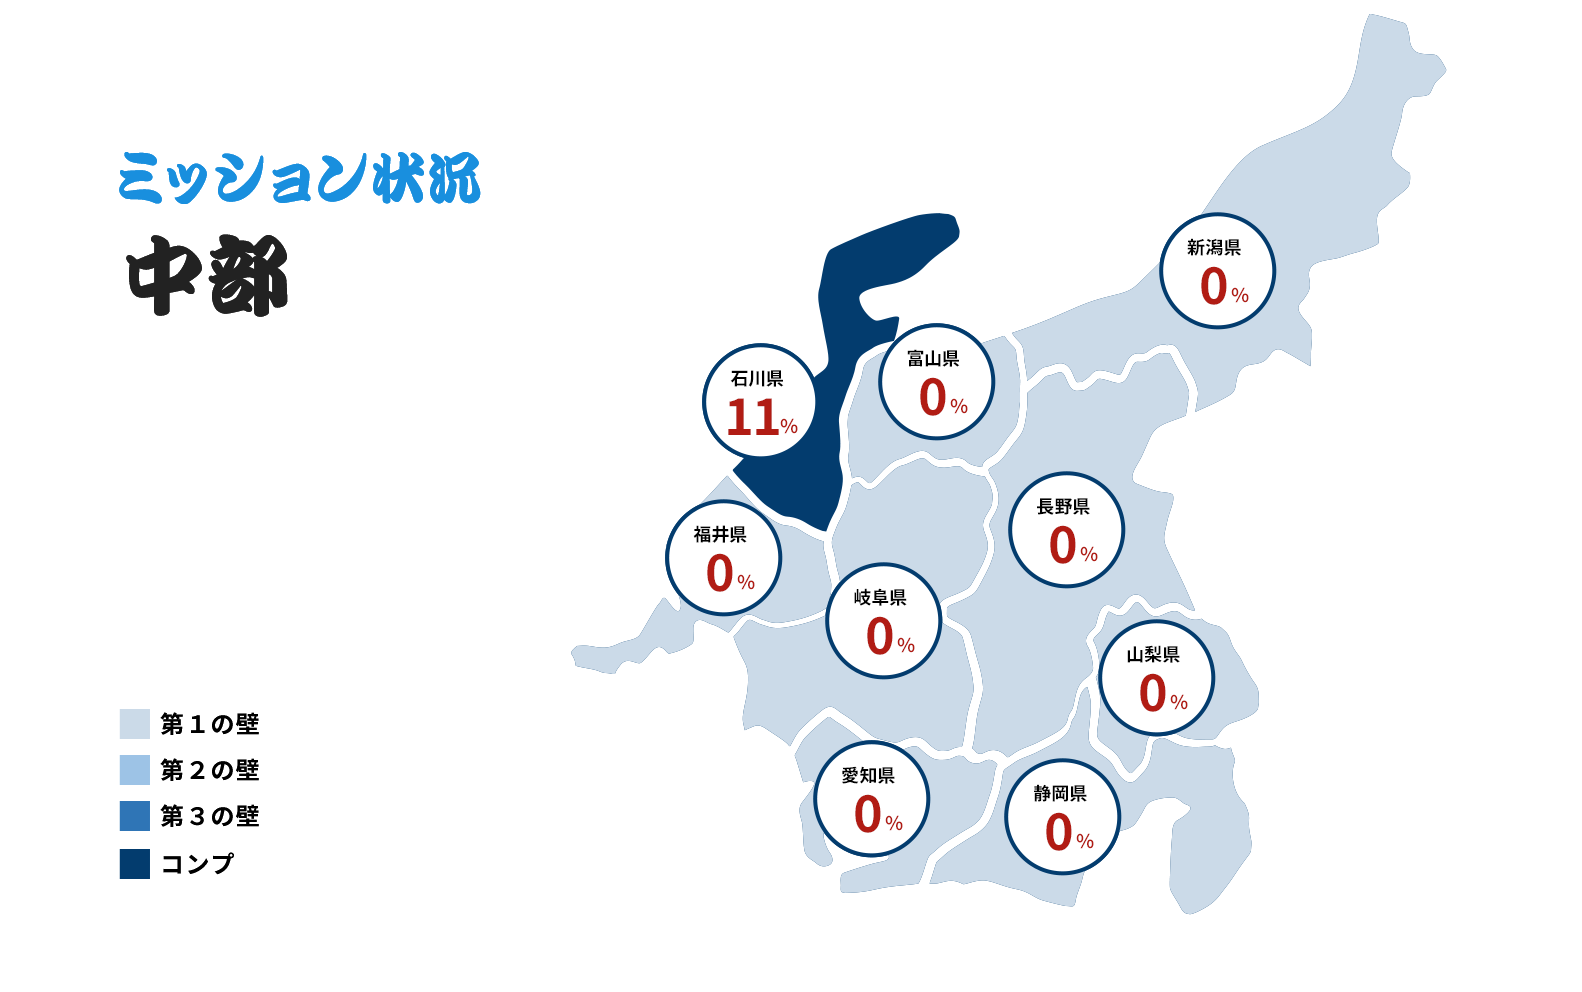 ミッション状況
中部
新潟県
0%
富山県
0%
石川県
11%
長野県
0%
福井県
0%
岐阜県
0%
山梨県
0%
愛知県
0%
静岡県
0%
第１の壁
第２の壁
第３の壁
コンプ